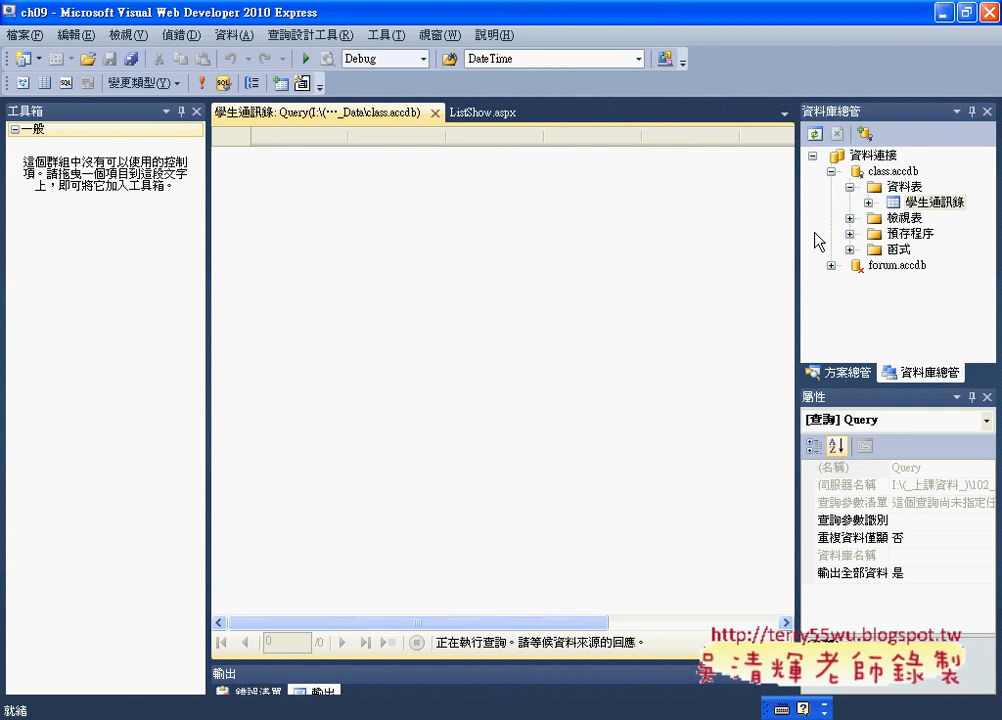 ch09 - Microsoft Visual Web Developer 2010 Express
檔案(F) 編輯(E) 檢視(V) 偵錯(D) 資料(A) 查詢設計工具(R) 工具(T) 視窗(W) 說明(H)
Debug DateTime
變更類型(Y)
工具箱
一般
這個群組中沒有可以使用的控制
項。請拖曳一個項目到這段文字
上，即可將它加入工具箱。
學生通訊錄: Query(I:\(···_Data\class.accdb) ListShow.aspx
資料庫總管
資料連接
class.accdb
資料表
學生通訊錄
檢視表
預存程序
函式
forum.accdb
方案總管 資料庫總管
屬性
[查詢] Query
(名稱) Query
伺服器名稱 I:\(_上課資料_)\102_
查詢參數清單 這個查詢尚未指定任
查詢參數識別
重複資料僅顯 否
資料庫名稱
輸出全部資料 是
0 /0 正在執行查詢。請等候資料來源的回應。
輸出
錯誤清單 輸出
就緒
http://terry55wu.blogspot.tw
吳清輝老師錄製